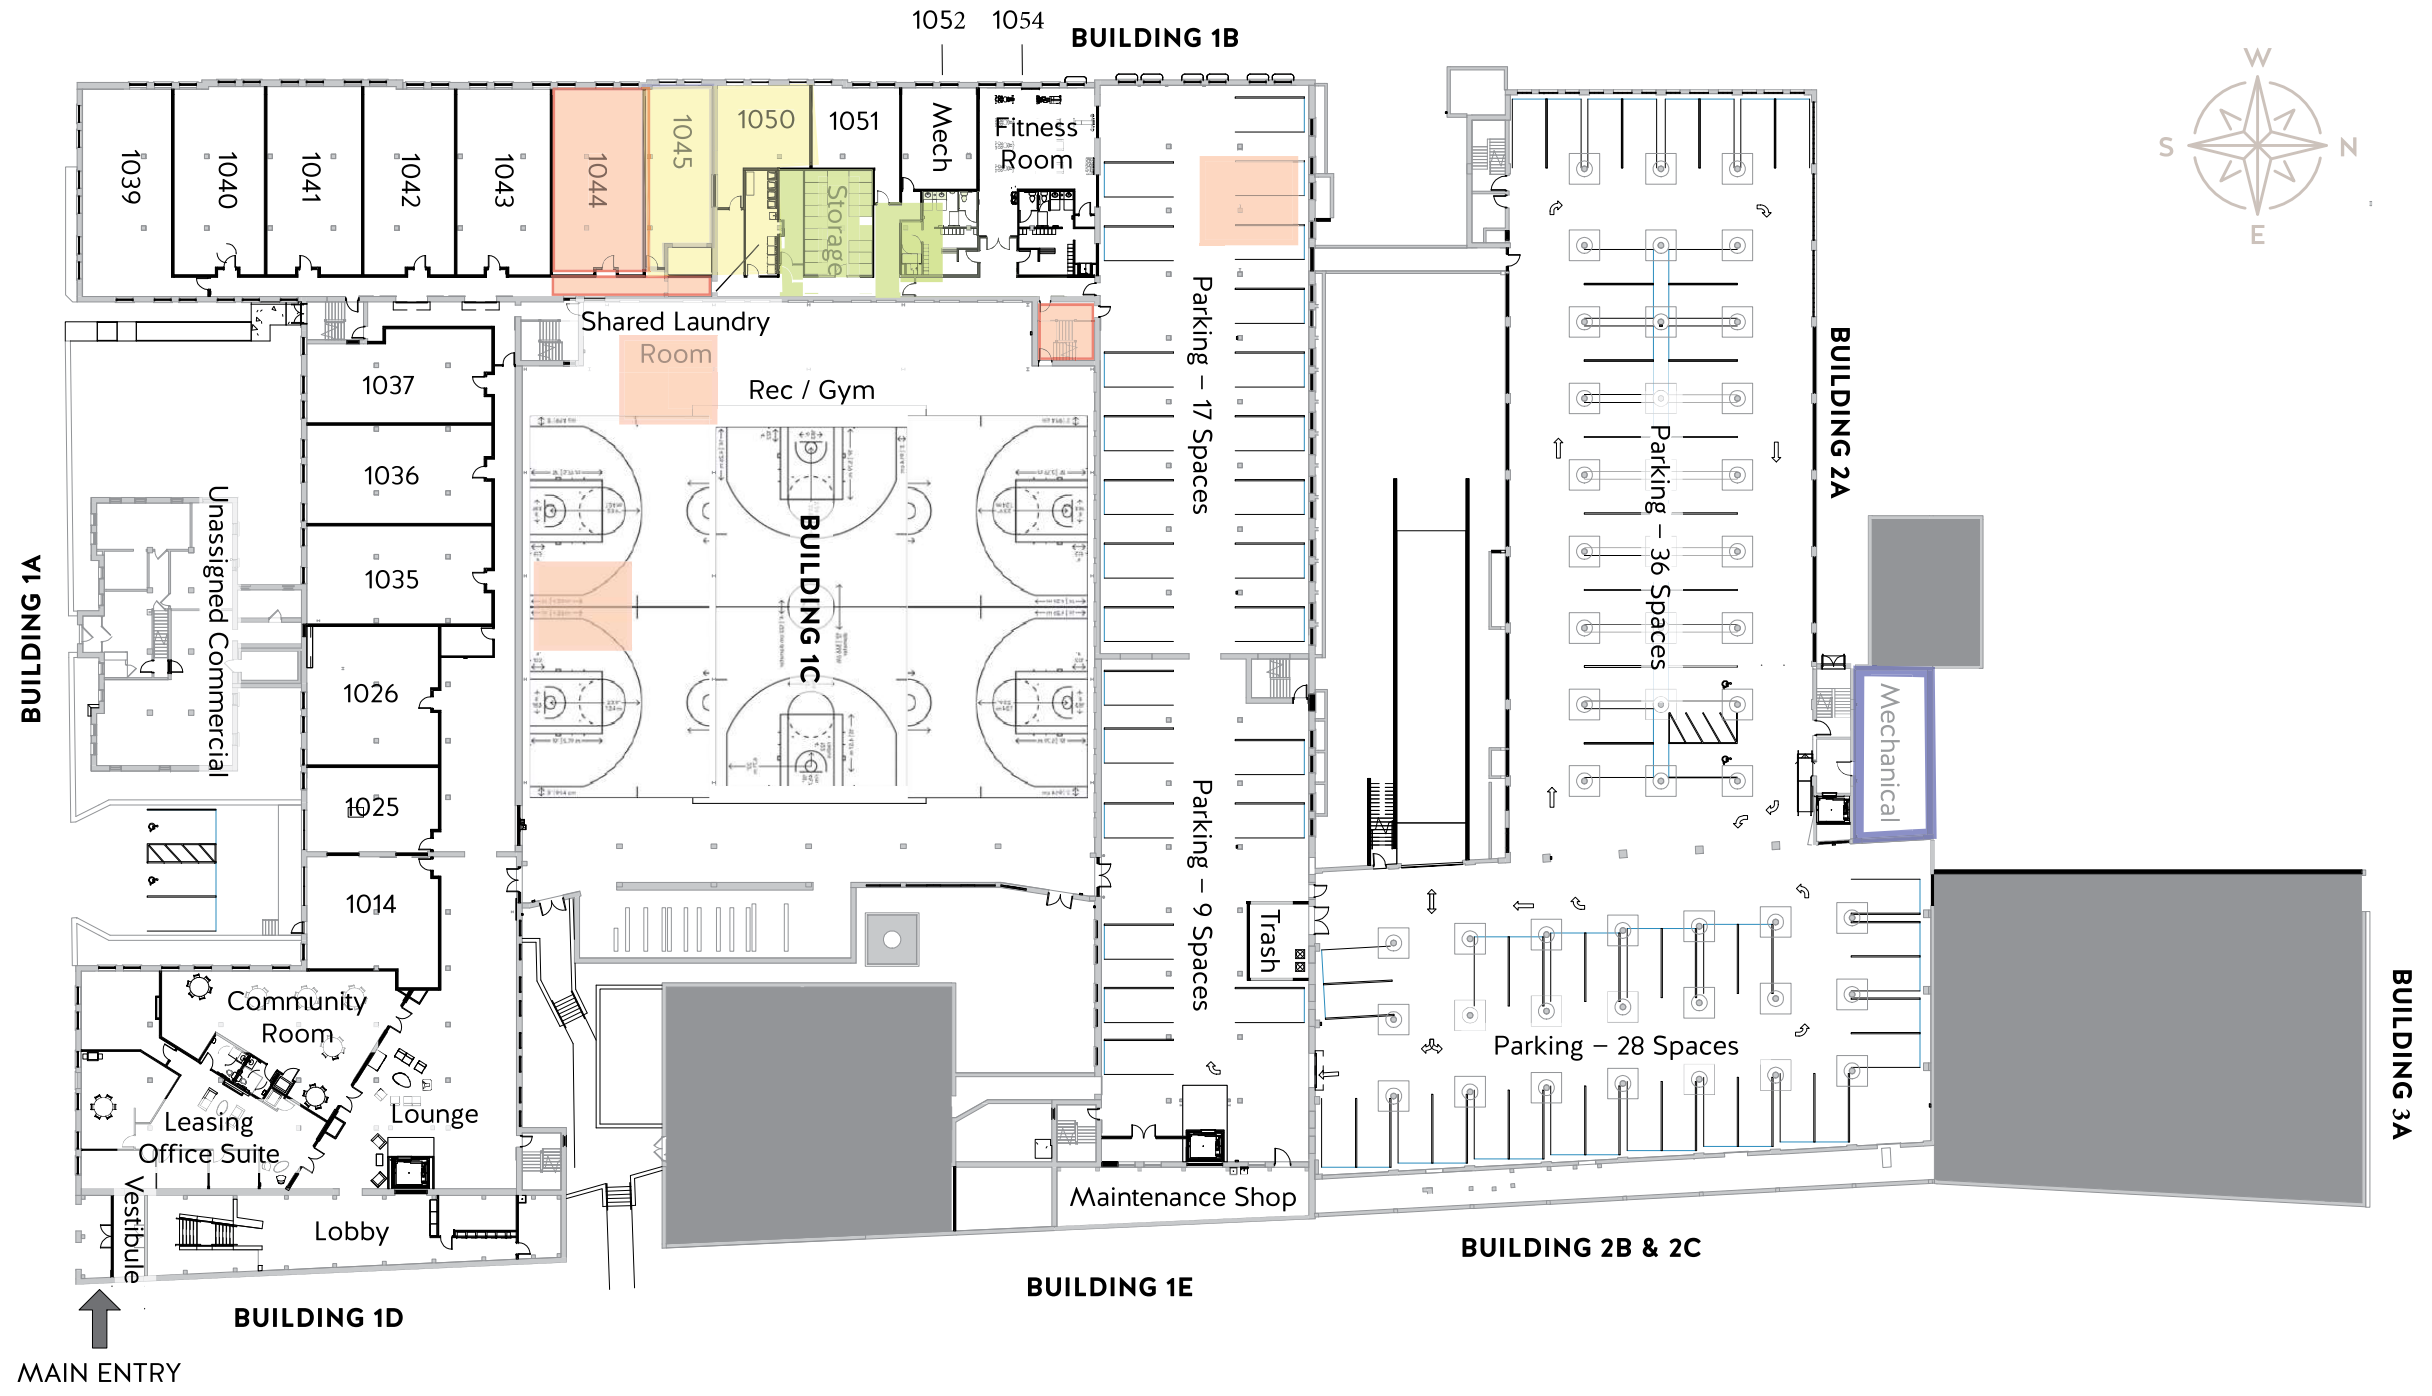 1052
1054
BUILDING 1B
W
S
N
E
1039
1040
1041
1042
1043
1044
1045
1050
1051
Mech
Fitness
Room
Storage
Shared Laundry
Room
Rec / Gym
1037
1036
1035
1026
1025
1014
Unassigned Commercial
BUILDING 1A
BUILDING 1C
Parking – 17 Spaces
Parking – 9 Spaces
Trash
Parking – 36 Spaces
BUILDING 2A
Mechanical
Parking – 28 Spaces
BUILDING 3A
Community
Room
Leasing
Office Suite
Lounge
Vestibule
Lobby
Maintenance Shop
BUILDING 2B & 2C
BUILDING 1E
BUILDING 1D
MAIN ENTRY